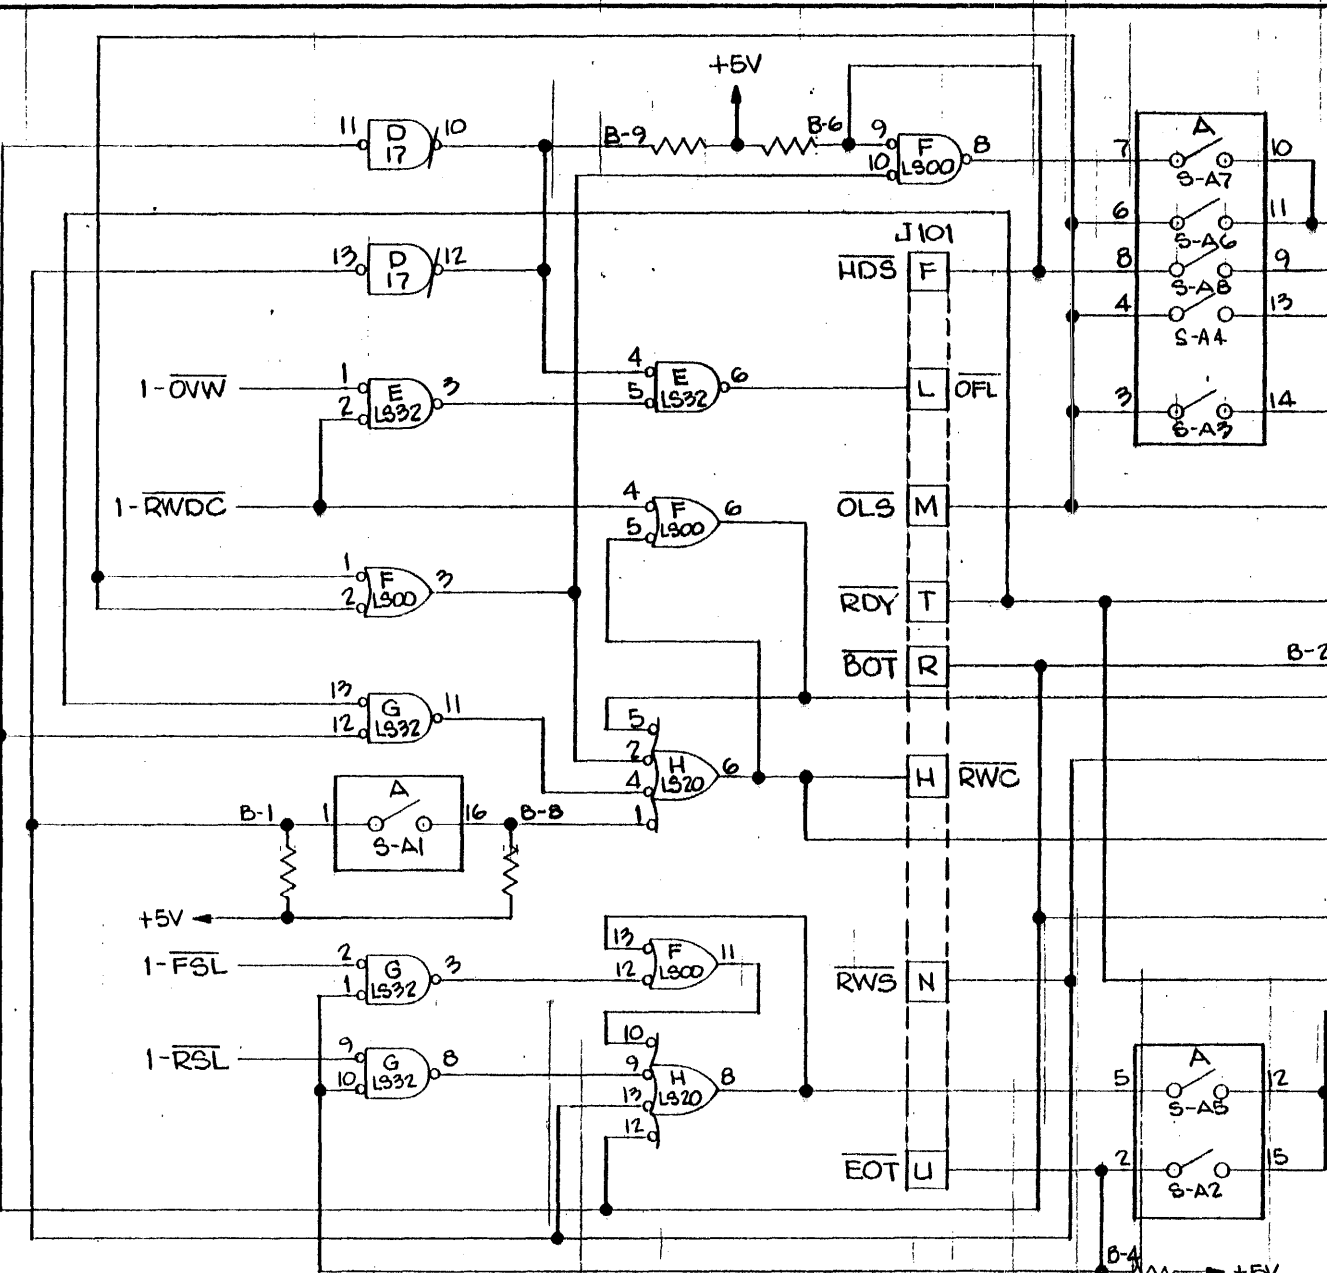 +5V
11 D 17 10
B-9
B-6
9 10 F LS00 8
A
7 S-A7 10
6 S-A6 11
8 S-A8 9
4 S-A4 13
3 S-A3 14
13 D 17 12
J101
HDS F
1-OVW
1 2 E LS32 3
4 5 E LS32 6
L OFL
1-RWDC
4 5 F LS00 6
OLS M
1 2 F LS00 3
RDY T
BOT R
B-2
13 12 G LS32 11
5 2 4 1 H LS20 6
H RWC
B-1 1 A S-A1 16 B-8
+5V
1-FSL
2 1 G LS32 3
13 12 F LS00 11
RWS N
1-RSL
9 10 G LS32 8
10 9 13 12 H LS20 8
A
5 S-A5 12
EOT U
2 S-A2 15
B-4
+5V